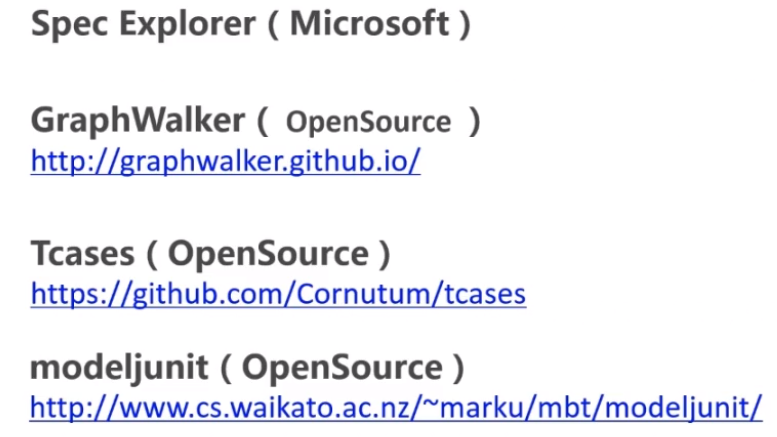 Spec Explorer ( Microsoft )
GraphWalker ( OpenSource )
http://graphwalker.github.io/
Tcases ( OpenSource )
https://github.com/Cornutum/tcases
modeljunit ( OpenSource )
http://www.cs.waikato.ac.nz/~marku/mbt/modeljunit/